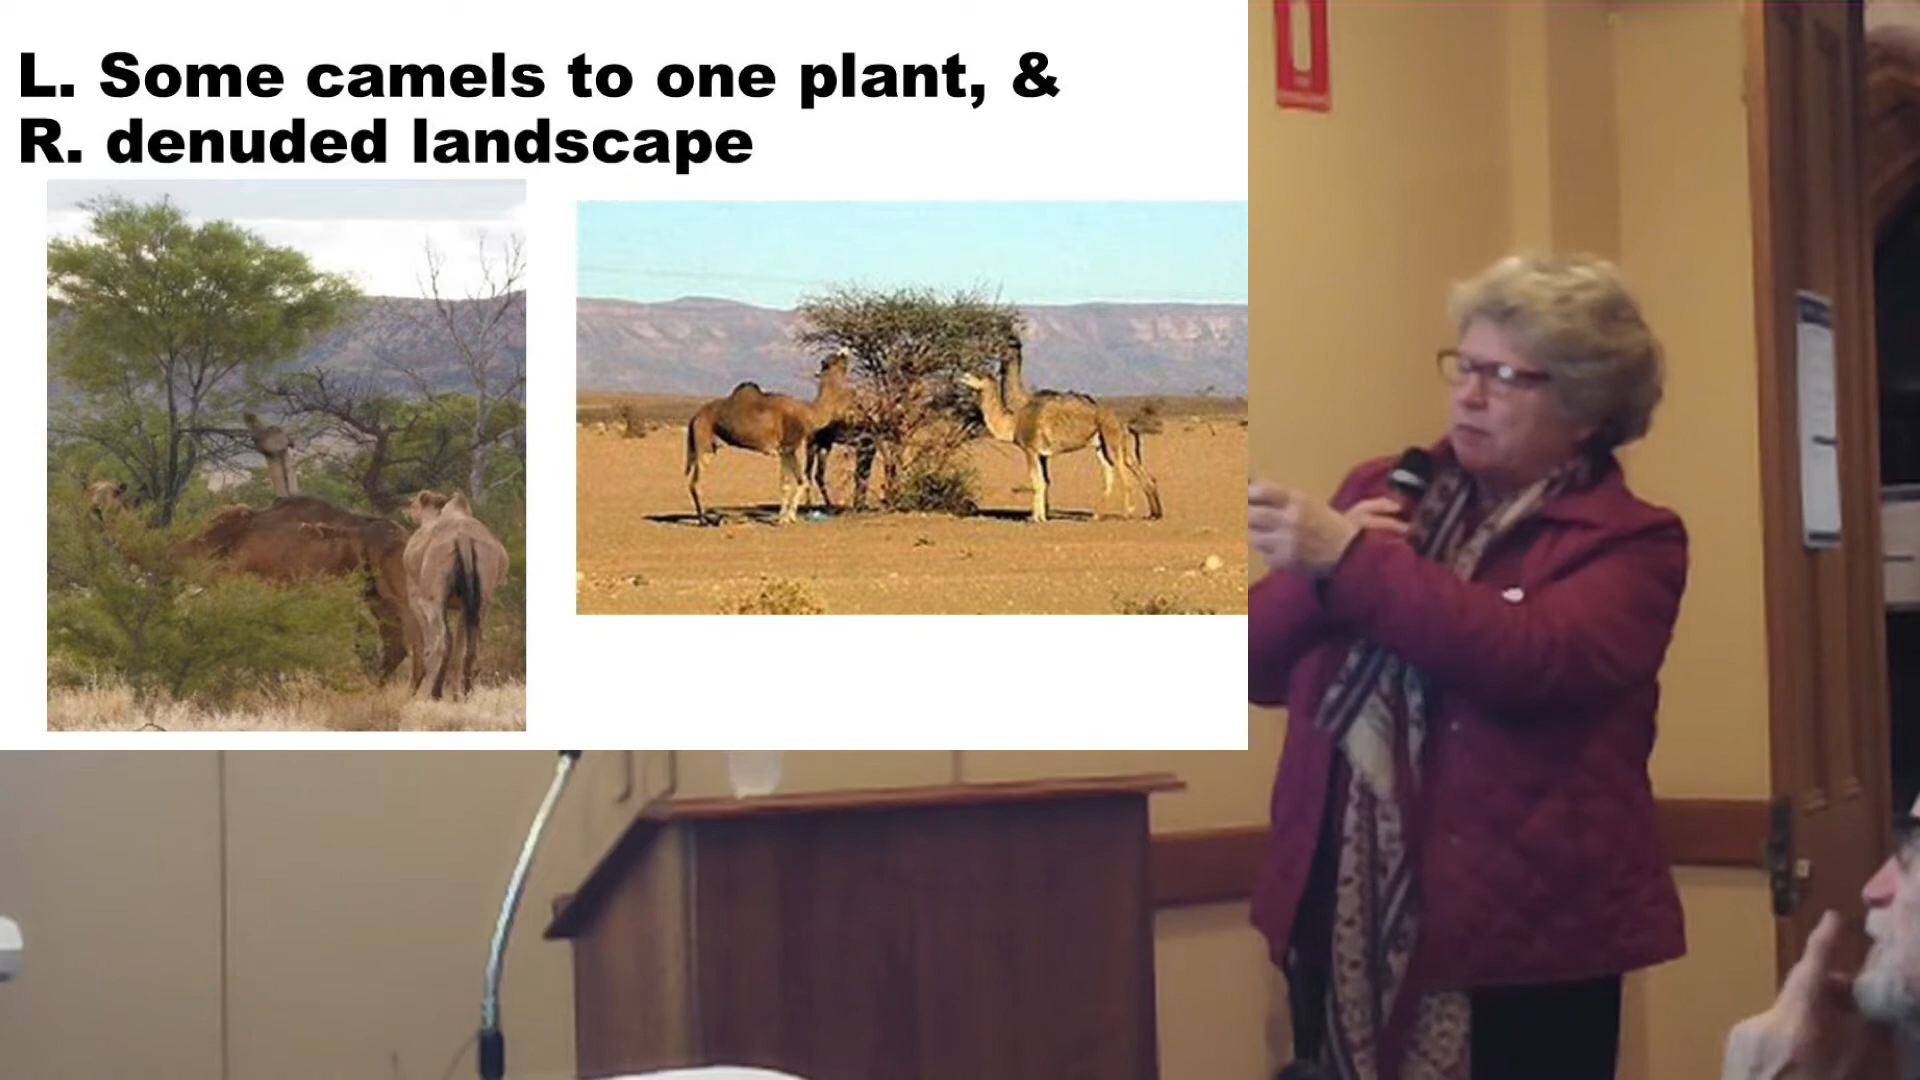 L. Some camels to one plant, &
R. denuded landscape